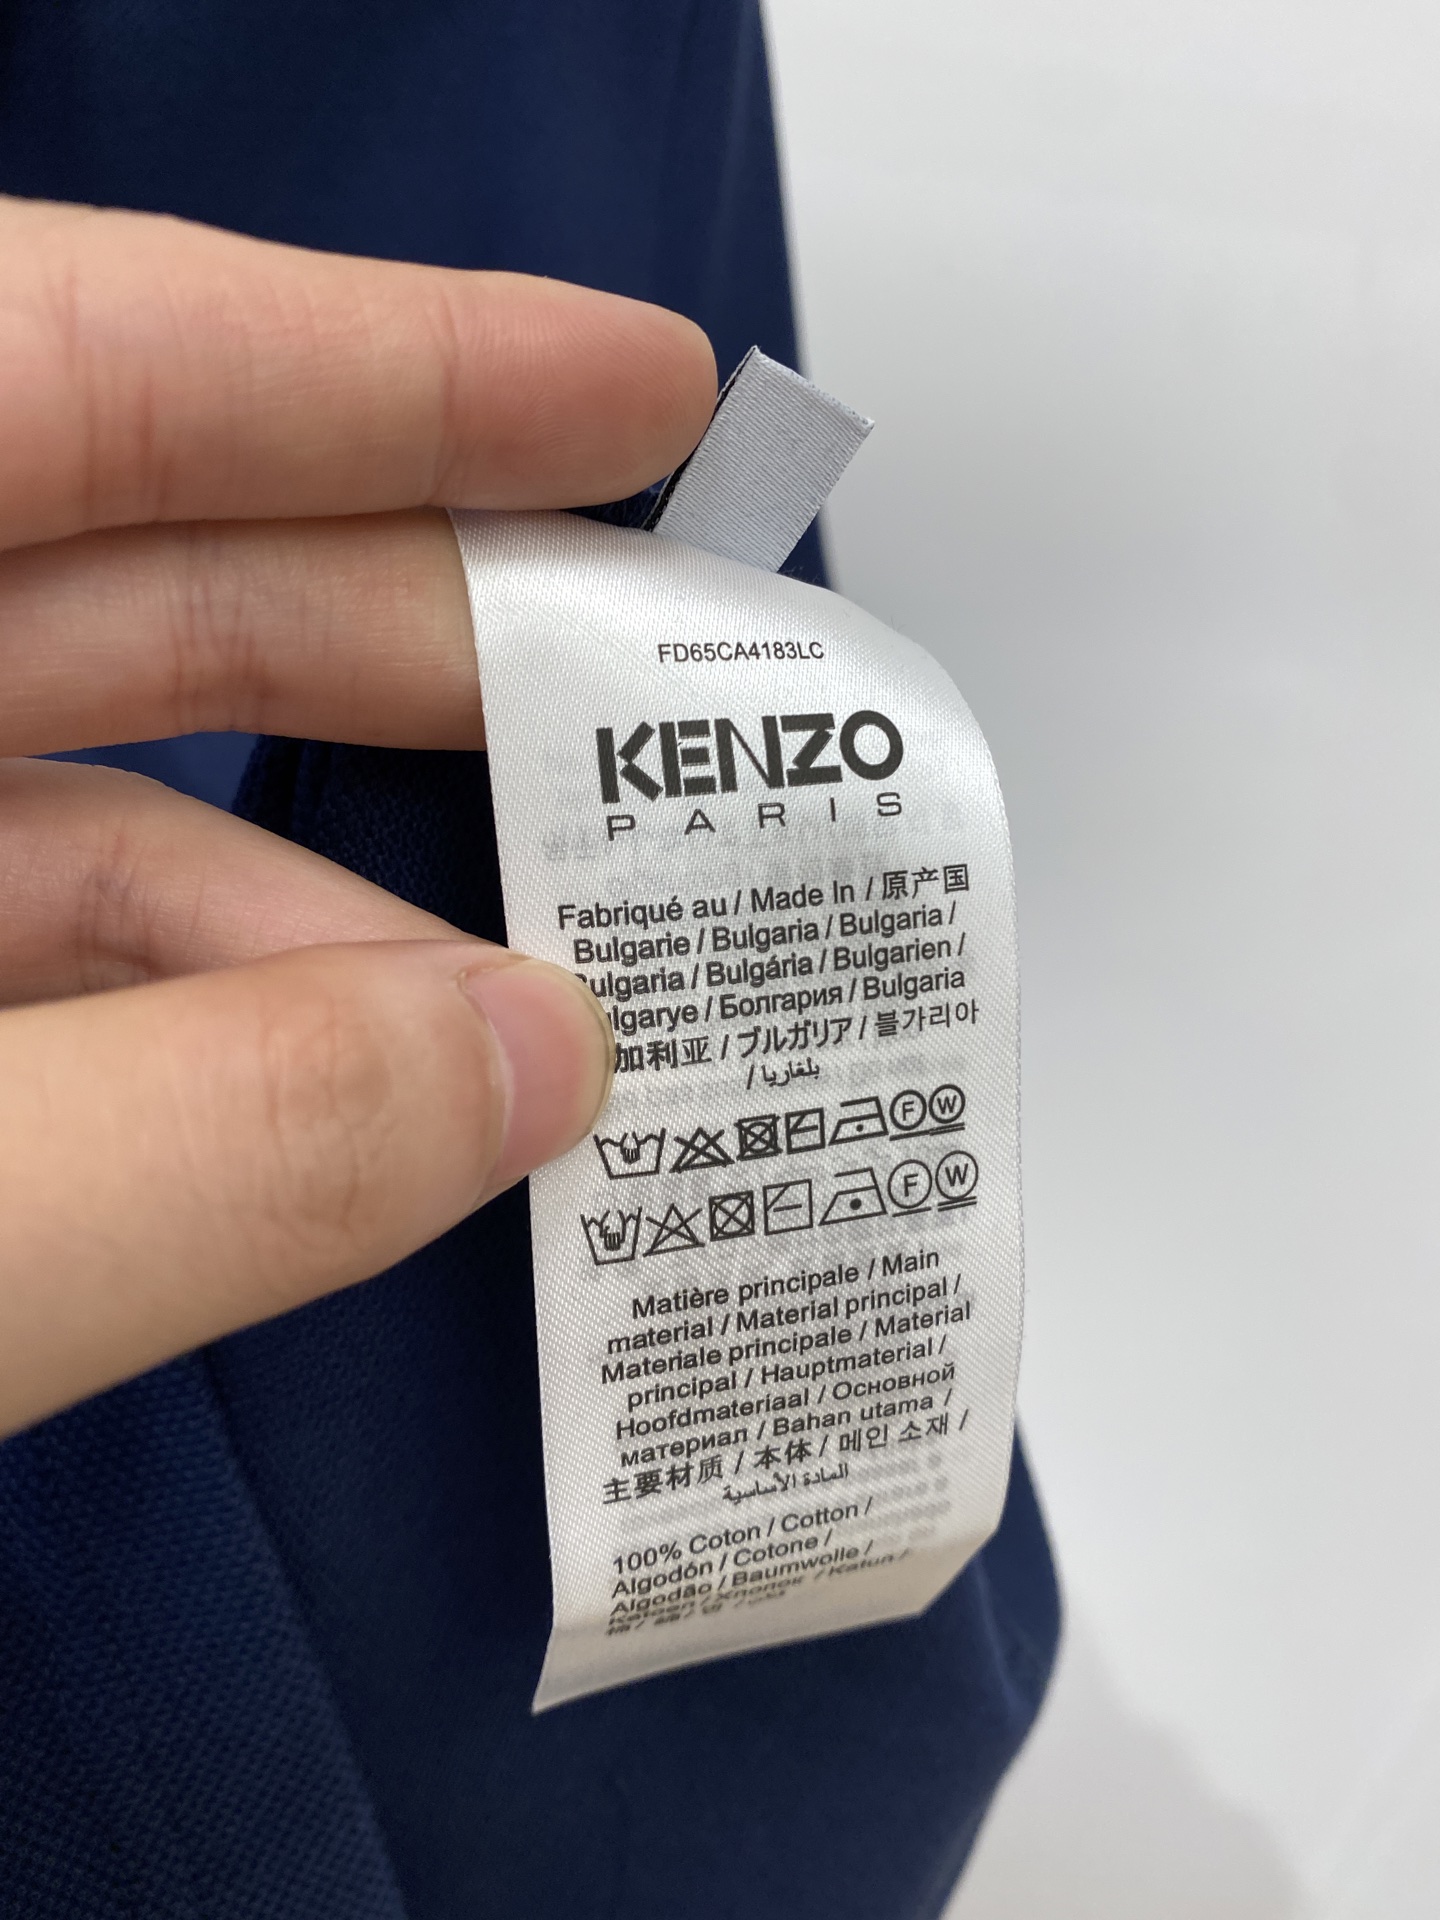 FD65CA4183LC
KENZO
PARIS
Fabriqué au / Made In / 原产国
Bulgarie / Bulgaria / Bulgaria /
/ Bulgária / Bulgarien /
/ Болгария / Bulgaria
加利亚 / ブルガリア / 불가리아
/ بلغاريا
F W
F W
Matière principale / Main
material / Material principal /
Materiale principale / Material
principal / Hauptmaterial /
Hoofdmateriaal / Основной
материал / Bahan utama /
主要材质 / 本体 / 메인 소재 /
المادة الأساسية
100% Coton / Cotton /
Algodón / Cotone /
Algodão / Baumwolle /
Katoen / Хлопок / Katun /